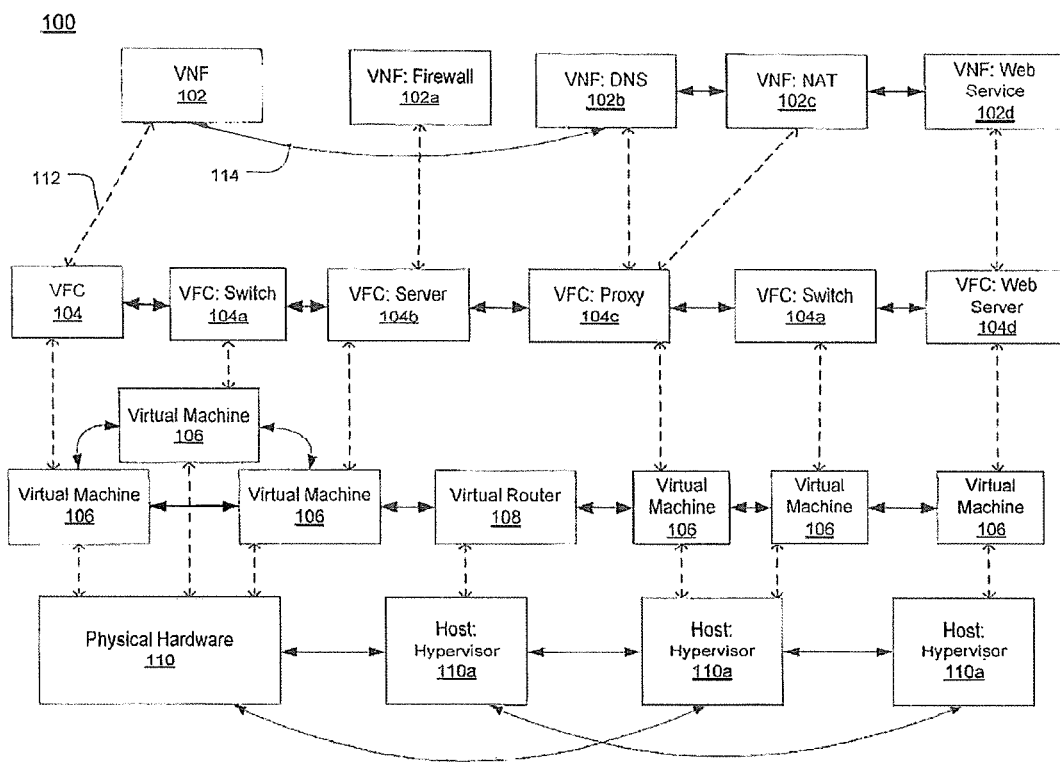 100
VNF
102
VNF: Firewall
102a
VNF: DNS
102b
VNF: NAT
102c
VNF: Web
Service
102d
112
114
VFC
104
VFC: Switch
104a
VFC: Server
104b
VFC: Proxy
104c
VFC: Switch
104a
VFC: Web
Server
104d
Virtual Machine
106
Virtual Machine
106
Virtual Machine
106
Virtual Router
108
Virtual
Machine
106
Virtual
Machine
106
Virtual
Machine
106
Physical Hardware
110
Host:
Hypervisor
110a
Host:
Hypervisor
110a
Host:
Hypervisor
110a